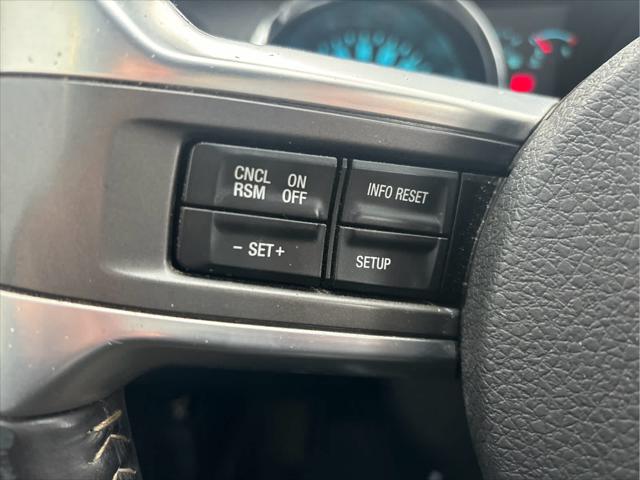 CNCL ON
RSM OFF
INFO RESET
- SET +
SETUP